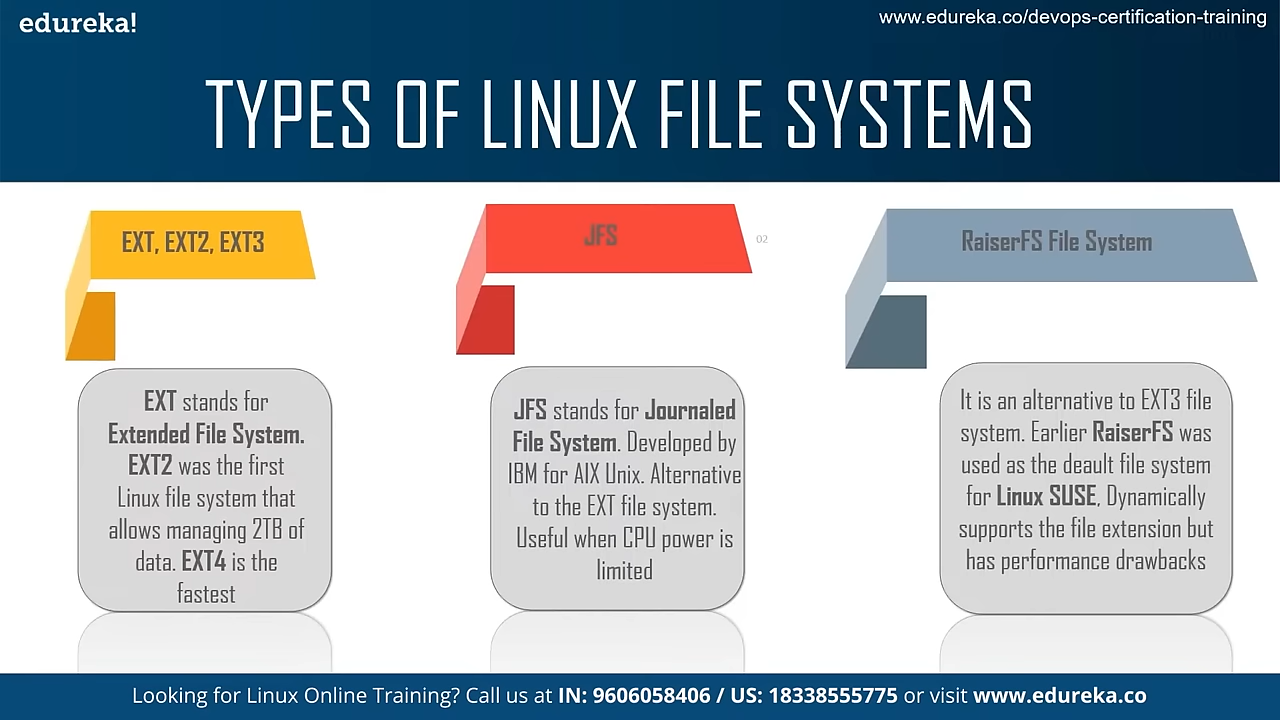 edureka!
www.edureka.co/devops-certification-training
TYPES OF LINUX FILE SYSTEMS
EXT, EXT2, EXT3
JFS
02
RaiserFS File System
EXT stands for
Extended File System.
EXT2 was the first
Linux file system that
allows managing 2TB of
data. EXT4 is the
fastest
JFS stands for Journaled
File System. Developed by
IBM for AIX Unix. Alternative
to the EXT file system.
Useful when CPU power is
limited
It is an alternative to EXT3 file
system. Earlier RaiserFS was
used as the deault file system
for Linux SUSE, Dynamically
supports the file extension but
has performance drawbacks
Looking for Linux Online Training? Call us at IN: 9606058406 / US: 18338555775 or visit www.edureka.co